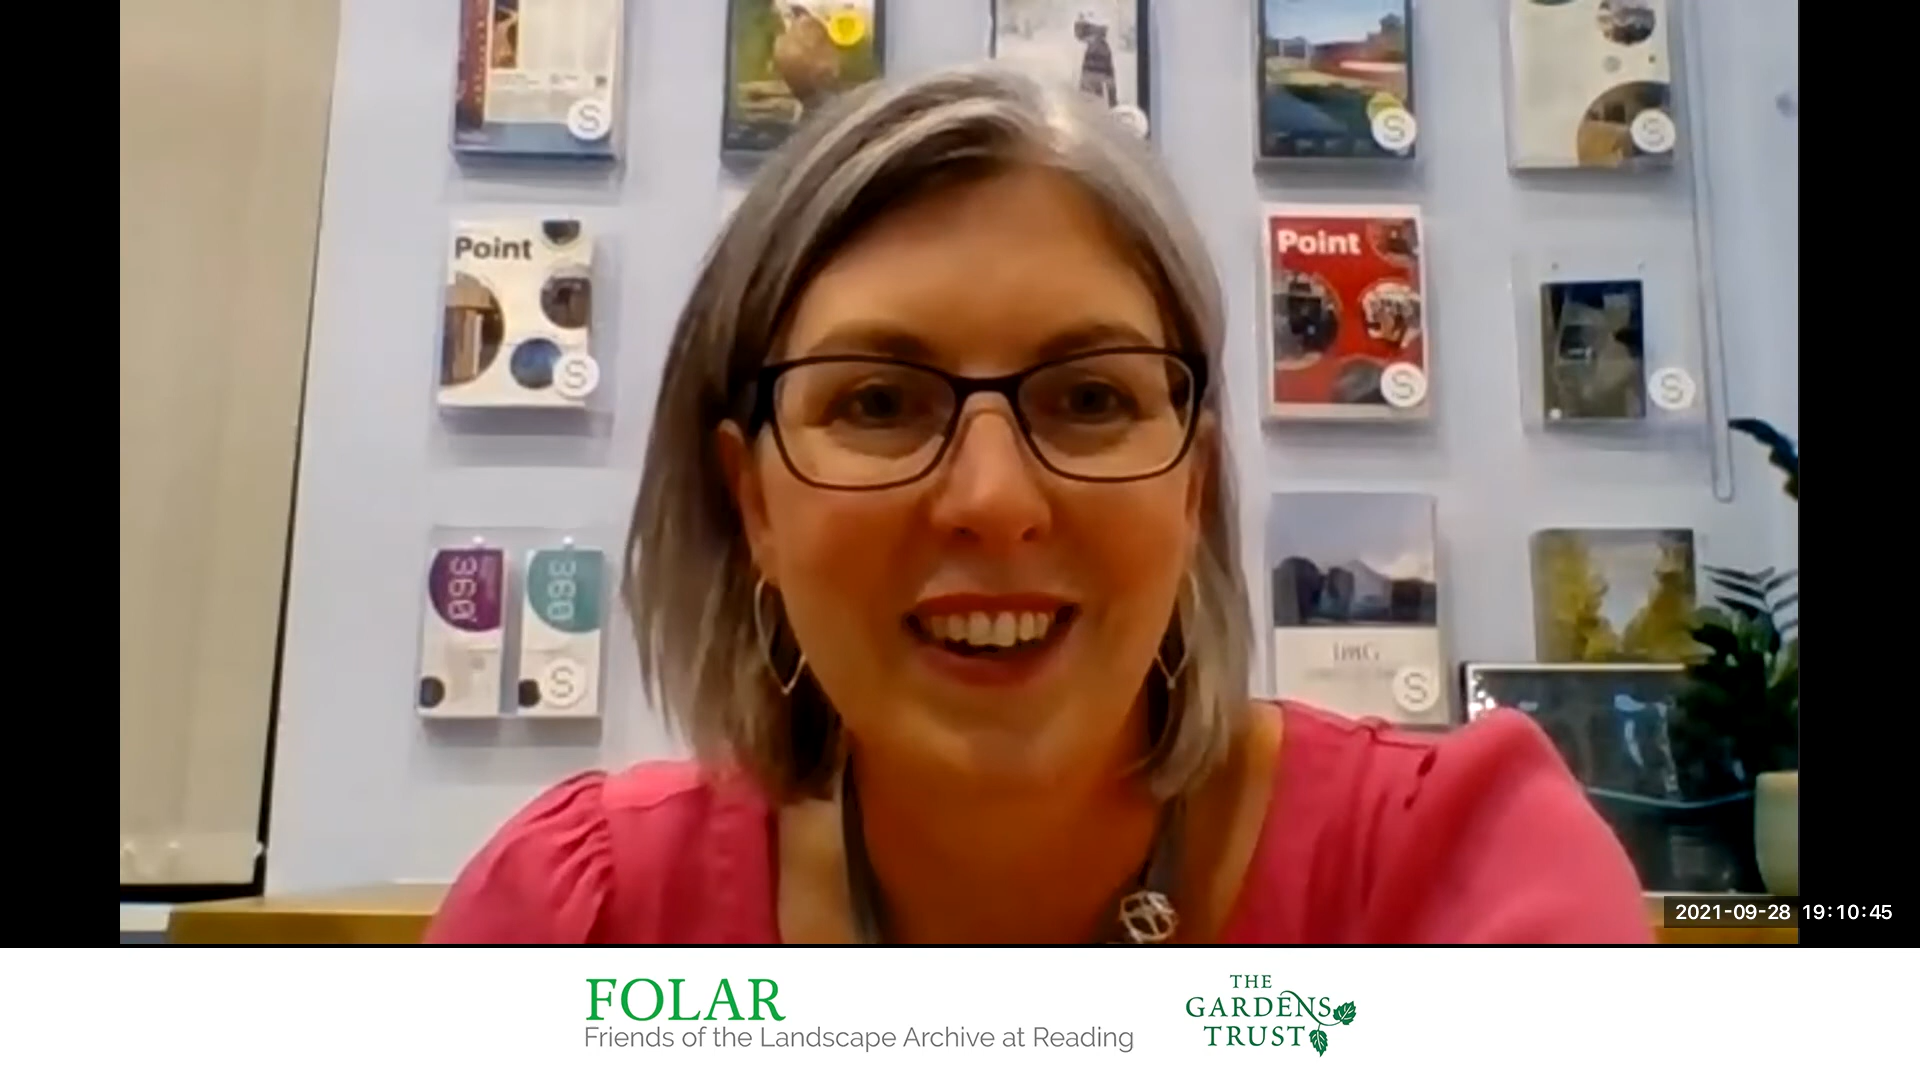 S
S
S
S
Point
Point
S
S
S
360°
360
S
S
2021-09-28 19:10:45
FOLAR
Friends of the Landscape Archive at Reading
THE
GARDENS
TRUST